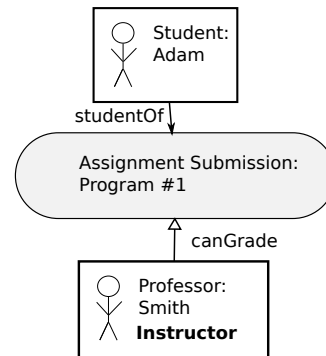 Student:
Adam
studentOf
Assignment Submission:
Program #1
canGrade
Professor:
Smith
Instructor